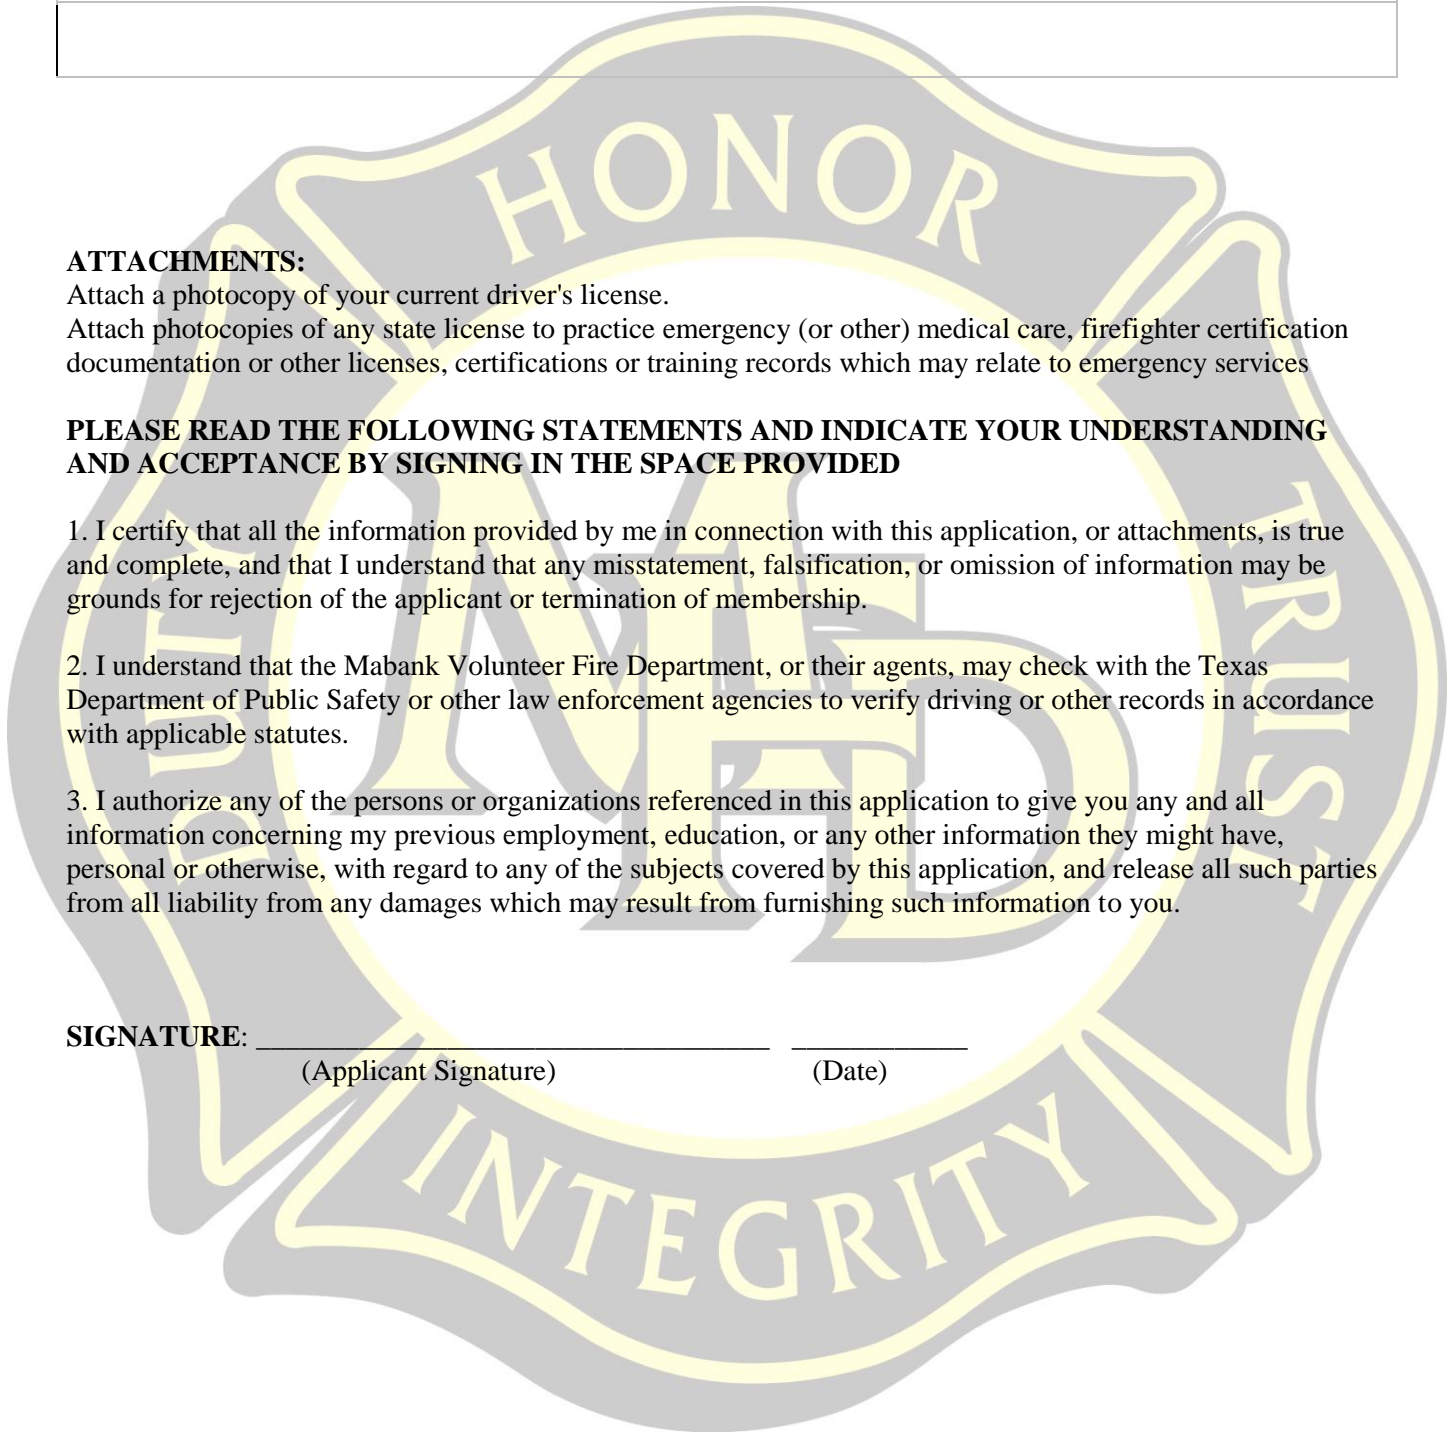 HONOR
ATTACHMENTS:
Attach a photocopy of your current driver's license.
Attach photocopies of any state license to practice emergency (or other) medical care, firefighter certification
documentation or other licenses, certifications or training records which may relate to emergency services
PLEASE READ THE FOLLOWING STATEMENTS AND INDICATE YOUR UNDERSTANDING
AND ACCEPTANCE BY SIGNING IN THE SPACE PROVIDED
1. I certify that all the information provided by me in connection with this application, or attachments, is true
and complete, and that I understand that any misstatement, falsification, or omission of information may be
grounds for rejection of the applicant or termination of membership.
2. I understand that the Mabank Volunteer Fire Department, or their agents, may check with the Texas
Department of Public Safety or other law enforcement agencies to verify driving or other records in accordance
with applicable statutes.
3. I authorize any of the persons or organizations referenced in this application to give you any and all
information concerning my previous employment, education, or any other information they might have,
personal or otherwise, with regard to any of the subjects covered by this application, and release all such parties
from all liability from any damages which may result from furnishing such information to you.
DUTY
MFD
TRUST
SIGNATURE: ___________________________________ ____________
(Applicant Signature) (Date)
INTEGRITY